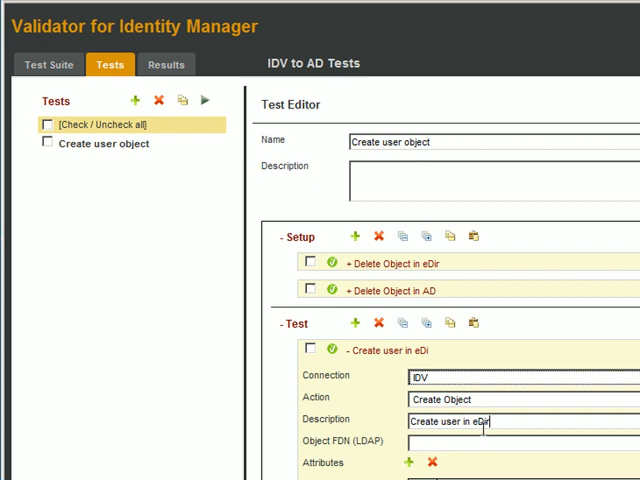 Validator for Identity Manager
Test Suite Tests Results IDV to AD Tests
Tests
[Check / Uncheck all]
Create user object
Test Editor
Name Create user object
Description
- Setup
+ Delete Object in eDir
+ Delete Object in AD
- Test
- Create user in eDi
Connection IDV
Action Create Object
Description Create user in eDir
Object FDN (LDAP)
Attributes